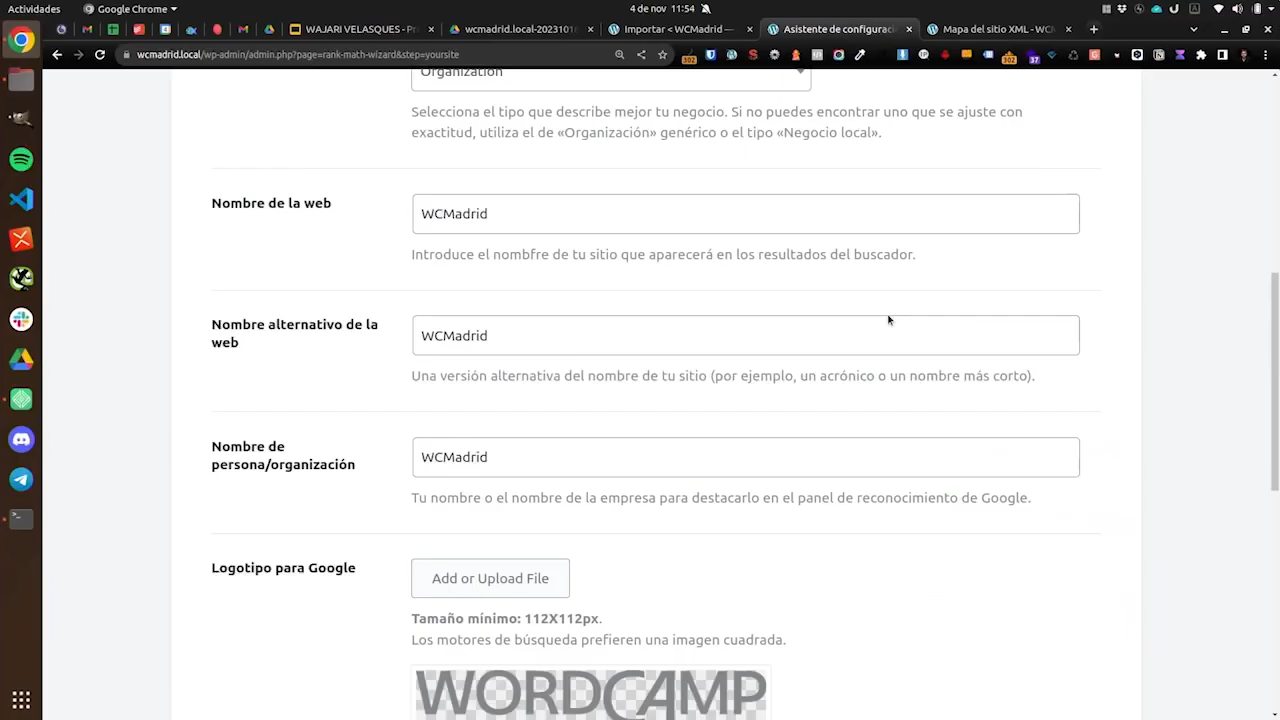 Actividades
Google Chrome
4 de nov 11:54
WAJARI VELASQUES - Pr
wcmadrid.local-2023101
Importar < WCMadrid —
Asistente de configurac
Mapa del sitio XML - WC
wcmadrid.local/wp-admin/admin.php?page=rank-math-wizard&step=yoursite
Organization
Selecciona el tipo que describe mejor tu negocio. Si no puedes encontrar uno que se ajuste con
exactitud, utiliza el de «Organización» genérico o el tipo «Negocio local».
Nombre de la web
WCMadrid
Introduce el nombfre de tu sitio que aparecerá en los resultados del buscador.
Nombre alternativo de la
web
WCMadrid
Una versión alternativa del nombre de tu sitio (por ejemplo, un acrónico o un nombre más corto).
Nombre de
persona/organización
WCMadrid
Tu nombre o el nombre de la empresa para destacarlo en el panel de reconocimiento de Google.
Logotipo para Google
Add or Upload File
Tamaño mínimo: 112X112px.
Los motores de búsqueda prefieren una imagen cuadrada.
WORDCAMP